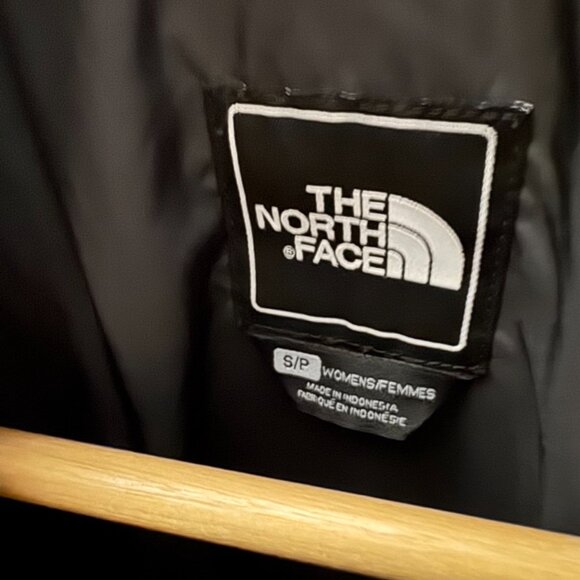 THE
NORTH
®FACE
S/P WOMENS/FEMMES
MADE IN INDONESIA
FABRIQUÉ EN INDONÉSIE